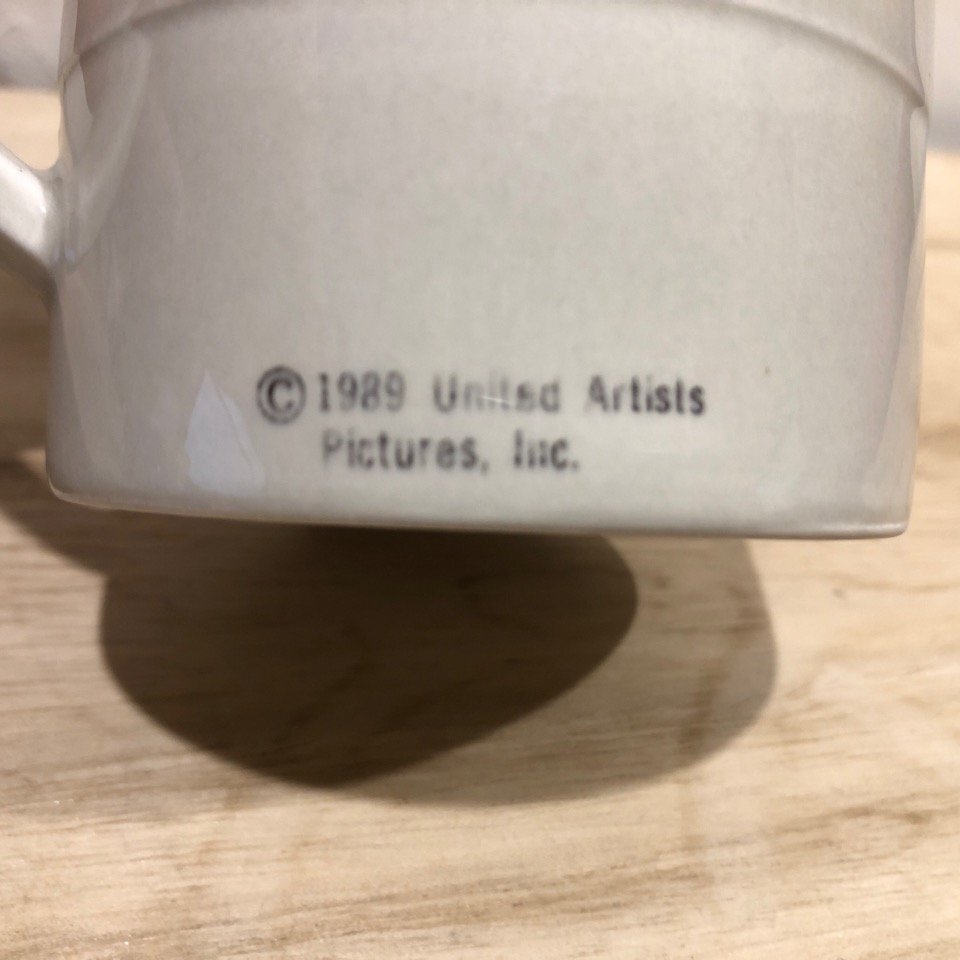 © 1989 United Artists
Pictures, Inc.